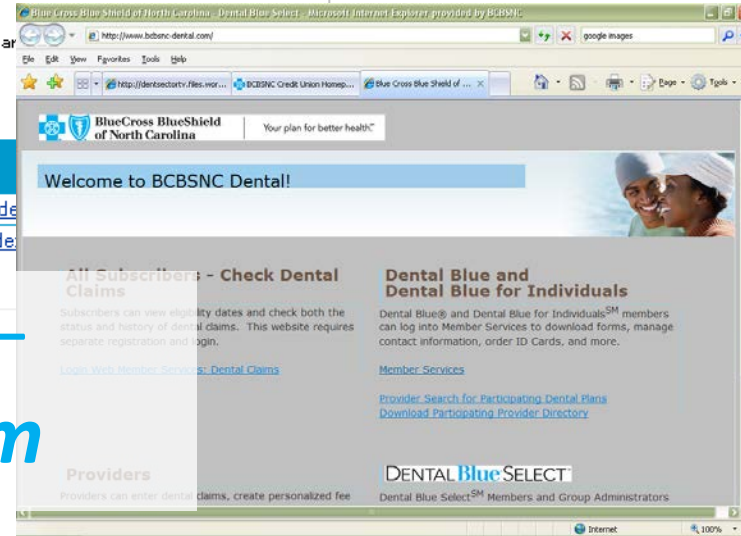 Blue Cross Blue Shield of North Carolina - Dental Blue Select - Microsoft Internet Explorer provided by BCBSNC
http://www.bcbsnc-dental.com/
google images
File Edit View Favorites Tools Help
http://dentsectortv.files.wor...
BCBSNC Credit Union Homep...
Blue Cross Blue Shield of ...
Page
Tools
BlueCross BlueShield
of North Carolina
Your plan for better health.℠
Welcome to BCBSNC Dental!
All Subscribers - Check Dental
Claims
Subscribers can view eligibility dates and check both the
status and history of dental claims. This website requires
separate registration and login.
Login Web Member Services: Dental Claims
Dental Blue and
Dental Blue for Individuals
Dental Blue® and Dental Blue for Individuals℠ members
can log into Member Services to download forms, manage
contact information, order ID Cards, and more.
Member Services
Provider Search for Participating Dental Plans
Download Participating Provider Directory
Providers
Providers can enter dental claims, create personalized fee
DENTAL Blue SELECT
Dental Blue Select℠ Members and Group Administrators
Internet
100%